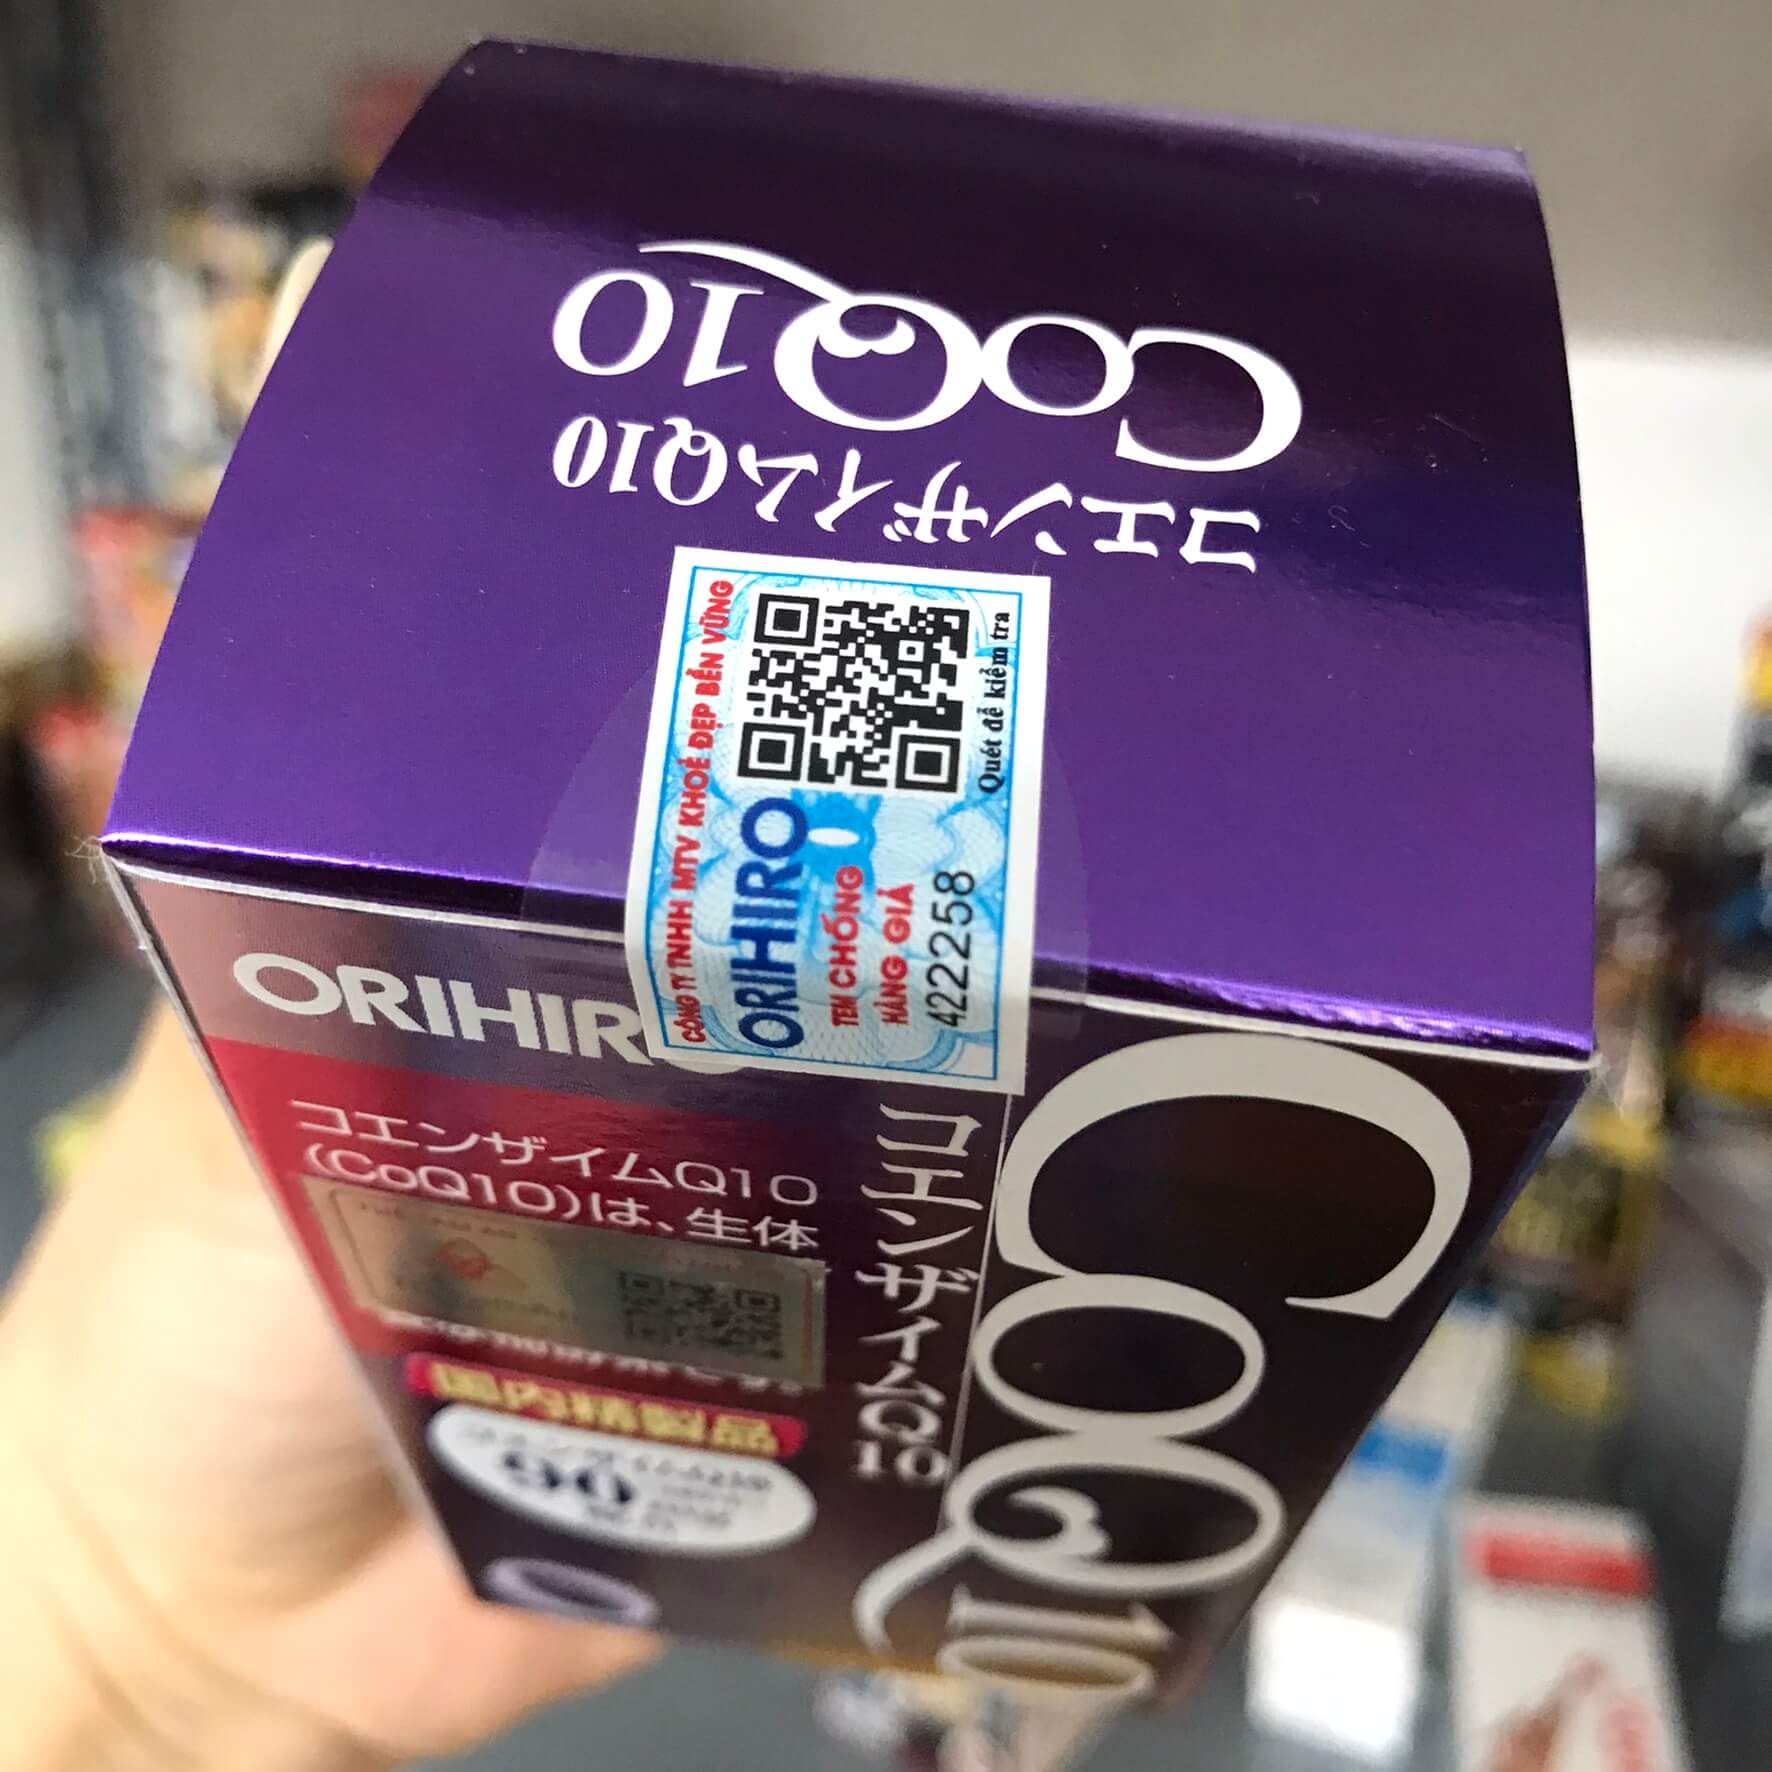 CoQ10
コエンザイムQ10
CÔNG TY TNHH MTV KHOẺ ĐẸP BỀN VỮNG
ORIHIRO
TEM CHỐNG
HÀNG GIẢ
422258
Quét để kiểm tra
ORIHIRO
コエンザイムQ10
(CoQ10)は、生体
コエンザイムQ10
CoQ10
90